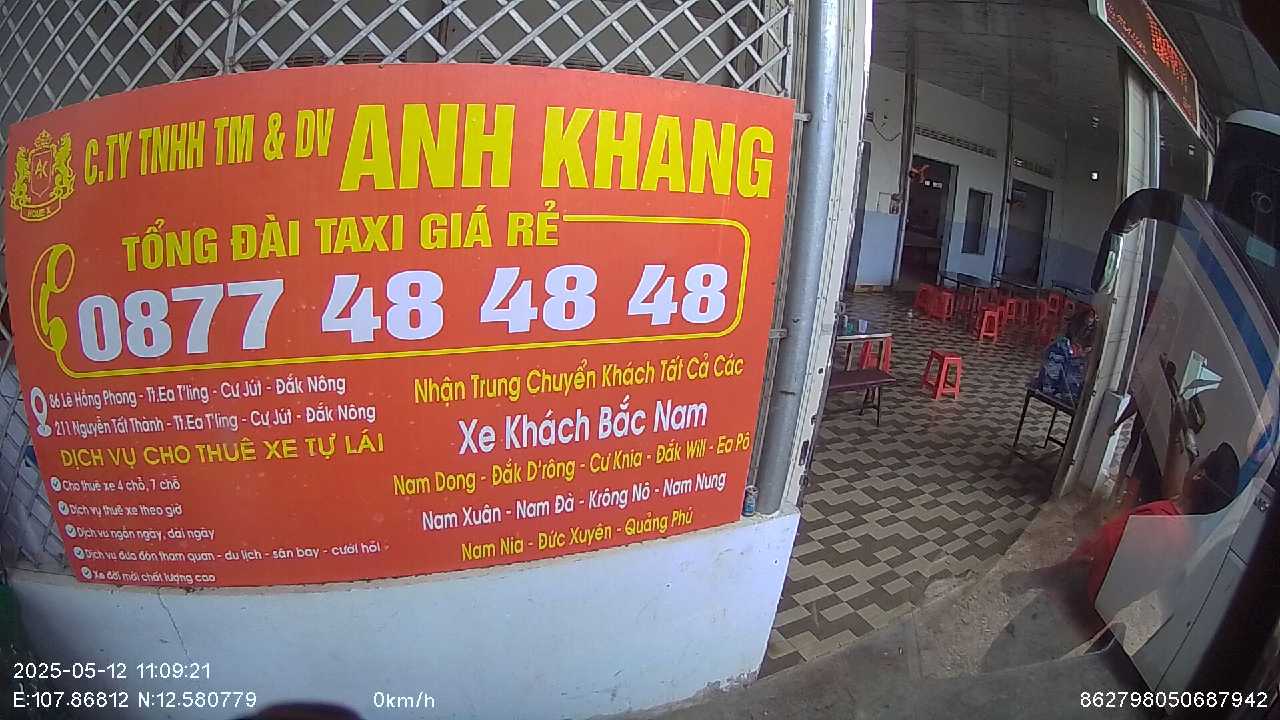 C.TY TNHH TM & DV ANH KHANG
TỔNG ĐÀI TAXI GIÁ RẺ
0877 48 48 48
86 Lê Hồng Phong - Tt.Ea T'ling - Cư Jút - Đắk Nông
211 Nguyễn Tất Thành - Tt.Ea T'ling - Cư Jút - Đắk Nông
DỊCH VỤ CHO THUÊ XE TỰ LÁI
Cho thuê xe 4 chỗ, 7 chỗ
Dịch vụ thuê xe theo giờ
Dịch vụ ngắn ngày, dài ngày
Dịch vụ đưa đón tham quan - du lịch - sân bay - cưới hỏi
Xe đời mới chất lượng cao
Nhận Trung Chuyển Khách Tất Cả Các
Xe Khách Bắc Nam
Nam Dong - Đắk D'rông - Cư Knia - Đắk Will - Ea Pô
Nam Xuân - Nam Đà - Krông Nô - Nam Nung
Nam Nia - Đức Xuyên - Quảng Phú
2025-05-12 11:09:21
E:107.86812 N:12.580779 0km/h
862798050687942